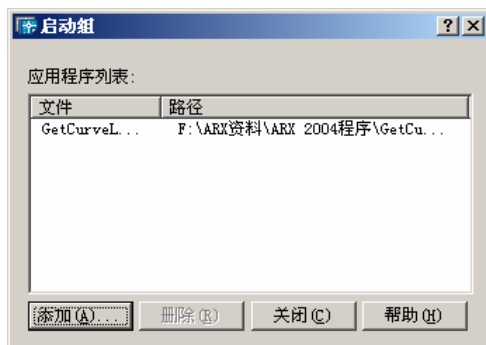 启动组
应用程序列表:
文件 路径
GetCurveL... F:\ARX资料\ARX 2004程序\GetCu...
添加(A)... 删除(R) 关闭(C) 帮助(H)